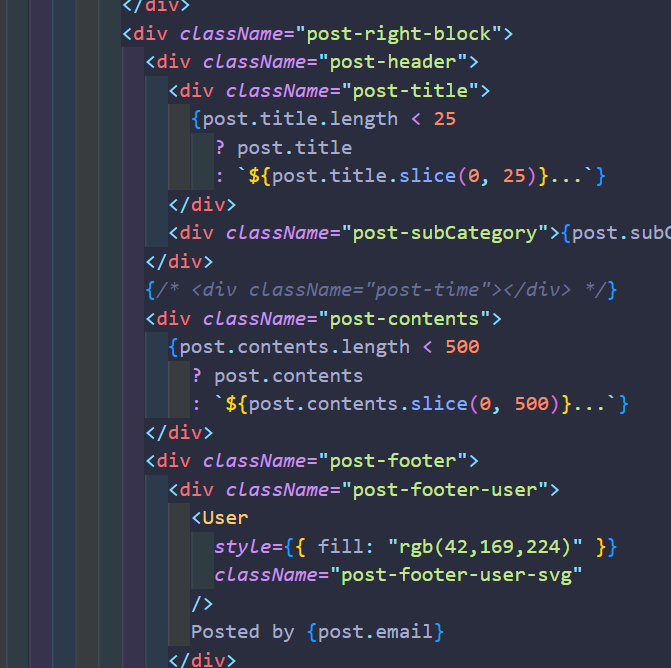 </div>
<div className="post-right-block">
<div className="post-header">
<div className="post-title">
{post.title.length < 25
? post.title
: `${post.title.slice(0, 25)}...`}
</div>
<div className="post-subCategory">{post.subC
</div>
{/* <div className="post-time"></div> */}
<div className="post-contents">
{post.contents.length < 500
? post.contents
: `${post.contents.slice(0, 500)}...`}
</div>
<div className="post-footer">
<div className="post-footer-user">
<User
style={{ fill: "rgb(42,169,224)" }}
className="post-footer-user-svg"
/>
Posted by {post.email}
</div>